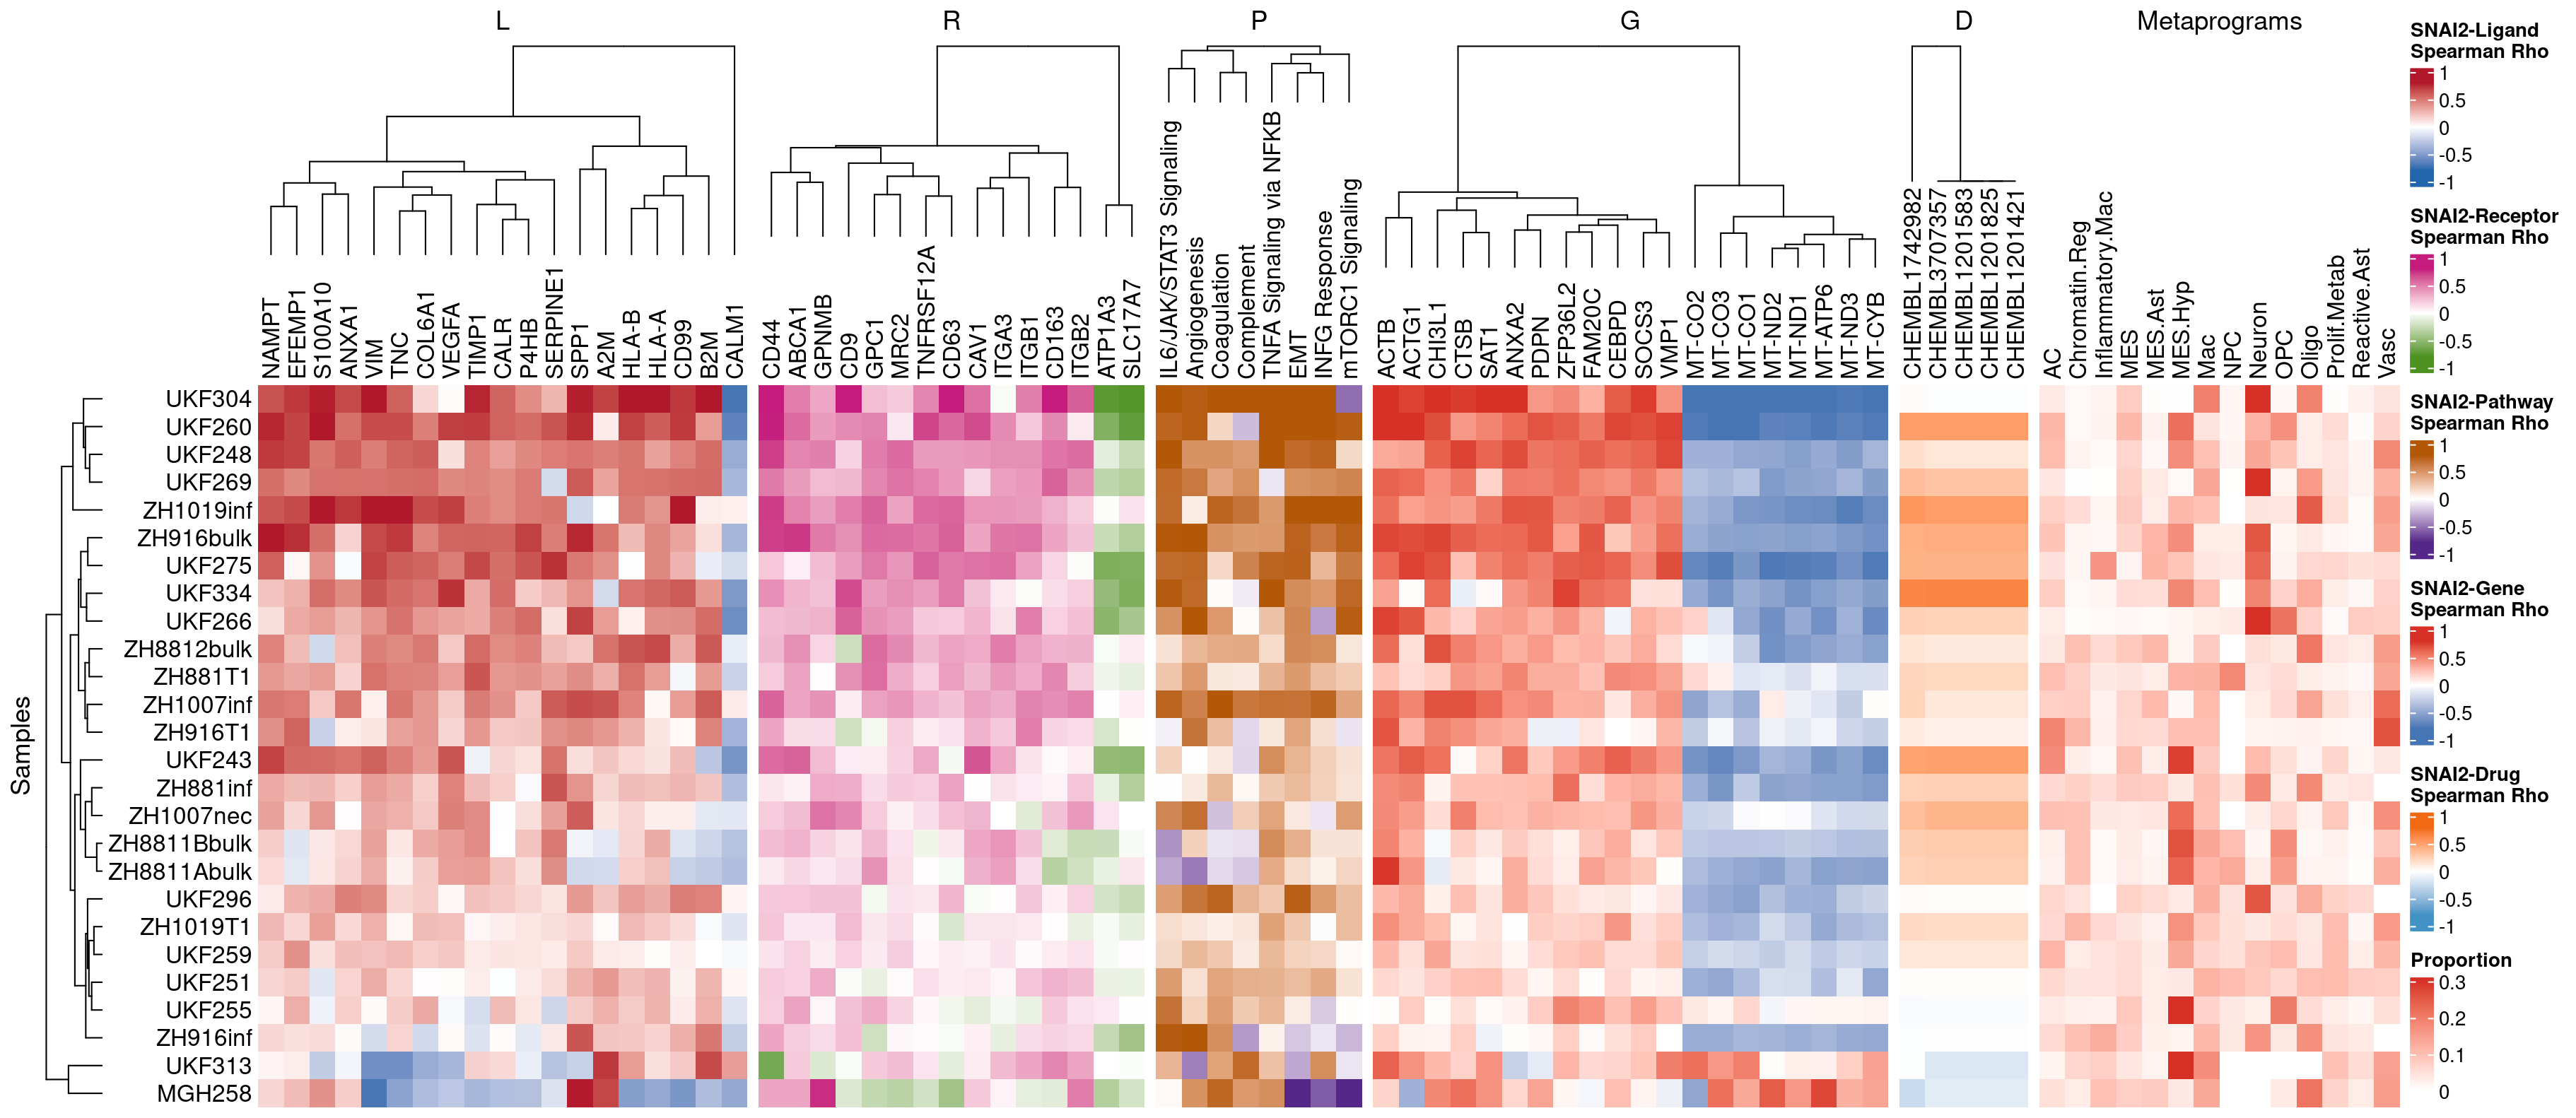 L R P G D Metaprograms
NAMPT
EFEMP1
S100A10
ANXA1
VIM
TNC
COL6A1
VEGFA
TIMP1
CALR
P4HB
SERPINE1
SPP1
A2M
HLA-B
HLA-A
CD99
B2M
CALM1
CD44
ABCA1
GPNMB
CD9
GPC1
MRC2
TNFRSF12A
CD63
CAV1
ITGA3
ITGB1
CD163
ITGB2
ATP1A3
SLC17A7
IL6/JAK/STAT3 Signaling
Angiogenesis
Coagulation
Complement
TNFA Signaling via NFKB
EMT
INFG Response
mTORC1 Signaling
ACTB
ACTG1
CHI3L1
CTSB
SAT1
ANXA2
PDPN
ZFP36L2
FAM20C
CEBPD
SOCS3
VMP1
MT-CO2
MT-CO3
MT-CO1
MT-ND2
MT-ND1
MT-ATP6
MT-ND3
MT-CYB
CHEMBL1742982
CHEMBL3707357
CHEMBL1201583
CHEMBL1201825
CHEMBL1201421
AC
Chromatin.Reg
Inflammatory.Mac
MES
MES.Ast
MES.Hyp
Mac
NPC
Neuron
OPC
Oligo
Prolif.Metab
Reactive.Ast
Vasc
Samples
UKF304
UKF260
UKF248
UKF269
ZH1019inf
ZH916bulk
UKF275
UKF334
UKF266
ZH8812bulk
ZH881T1
ZH1007inf
ZH916T1
UKF243
ZH881inf
ZH1007nec
ZH8811Bbulk
ZH8811Abulk
UKF296
ZH1019T1
UKF259
UKF251
UKF255
ZH916inf
UKF313
MGH258
SNAI2-Ligand
Spearman Rho
1
0.5
0
-0.5
-1
SNAI2-Receptor
Spearman Rho
1
0.5
0
-0.5
-1
SNAI2-Pathway
Spearman Rho
1
0.5
0
-0.5
-1
SNAI2-Gene
Spearman Rho
1
0.5
0
-0.5
-1
SNAI2-Drug
Spearman Rho
1
0.5
0
-0.5
-1
Proportion
0.3
0.2
0.1
0